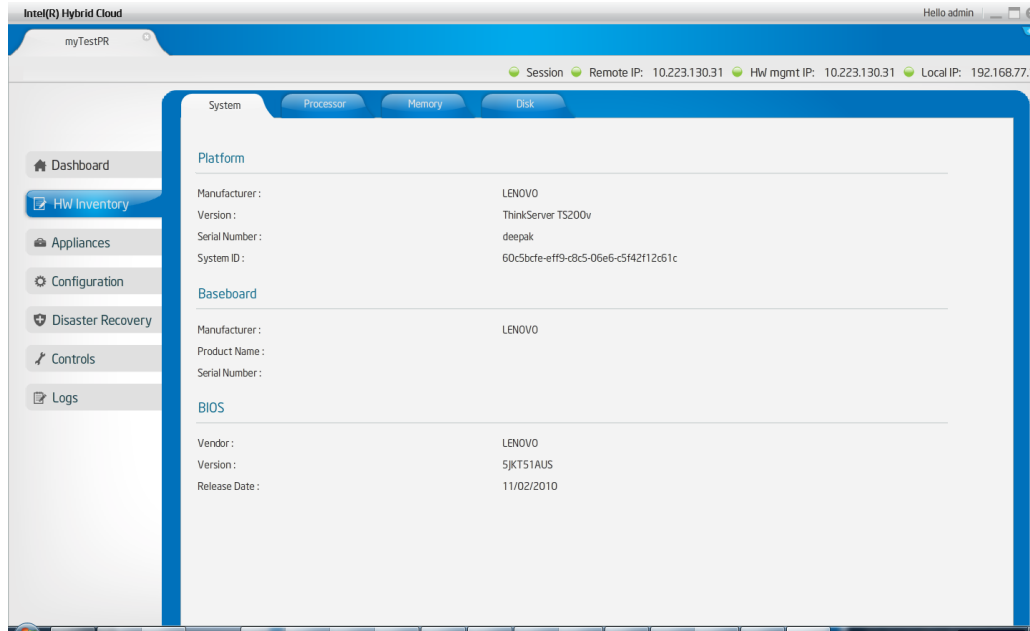 Intel(R) Hybrid Cloud Hello admin
myTestPR
Session Remote IP: 10.223.130.31 HW mgmt IP: 10.223.130.31 Local IP: 192.168.77.
System Processor Memory Disk
Platform
Dashboard
Manufacturer : LENOVO
HW Inventory
Version : ThinkServer TS200v
Serial Number : deepak
Appliances
System ID : 60c5bcfe-eff9-c8c5-06e6-c5f42f12c61c
Configuration
Baseboard
Disaster Recovery
Manufacturer : LENOVO
Product Name :
Controls
Serial Number :
Logs
BIOS
Vendor : LENOVO
Version : 5JKT51AUS
Release Date : 11/02/2010